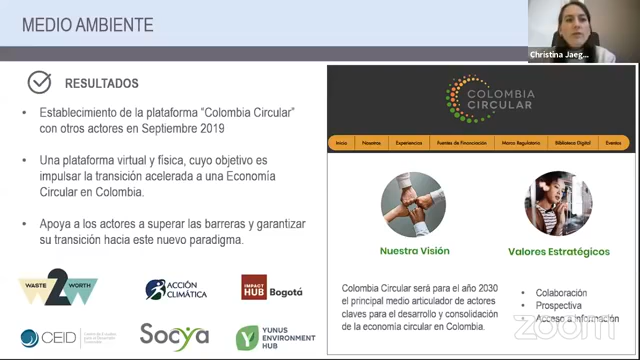 MEDIO AMBIENTE
RESULTADOS
• Establecimiento de la plataforma “Colombia Circular”
con otros actores en Septiembre 2019
• Una plataforma virtual y física, cuyo objetivo es
impulsar la transición acelerada a una Economía
Circular en Colombia.
• Apoya a los actores a superar las barreras y garantizar
su transición hacia este nuevo paradigma.
WASTE 2 WORTH
ACCIÓN
CLIMÁTICA
IMPACT
HUB Bogotá
CEID
Socya
YUNUS
ENVIRONMENT
HUB
Christina Jaeg...
COLOMBIA
CIRCULAR
Inicio Nosotros Experiencias Fuentes de Financiación Marco Regulatorio Biblioteca Digital Eventos
Nuestra Visión
Colombia Circular será para el año 2030
el principal medio articulador de actores
claves para el desarrollo y consolidación
de la economía circular en Colombia.
Valores Estratégicos
• Colaboración
• Prospectiva
• Acceso a información
zoom